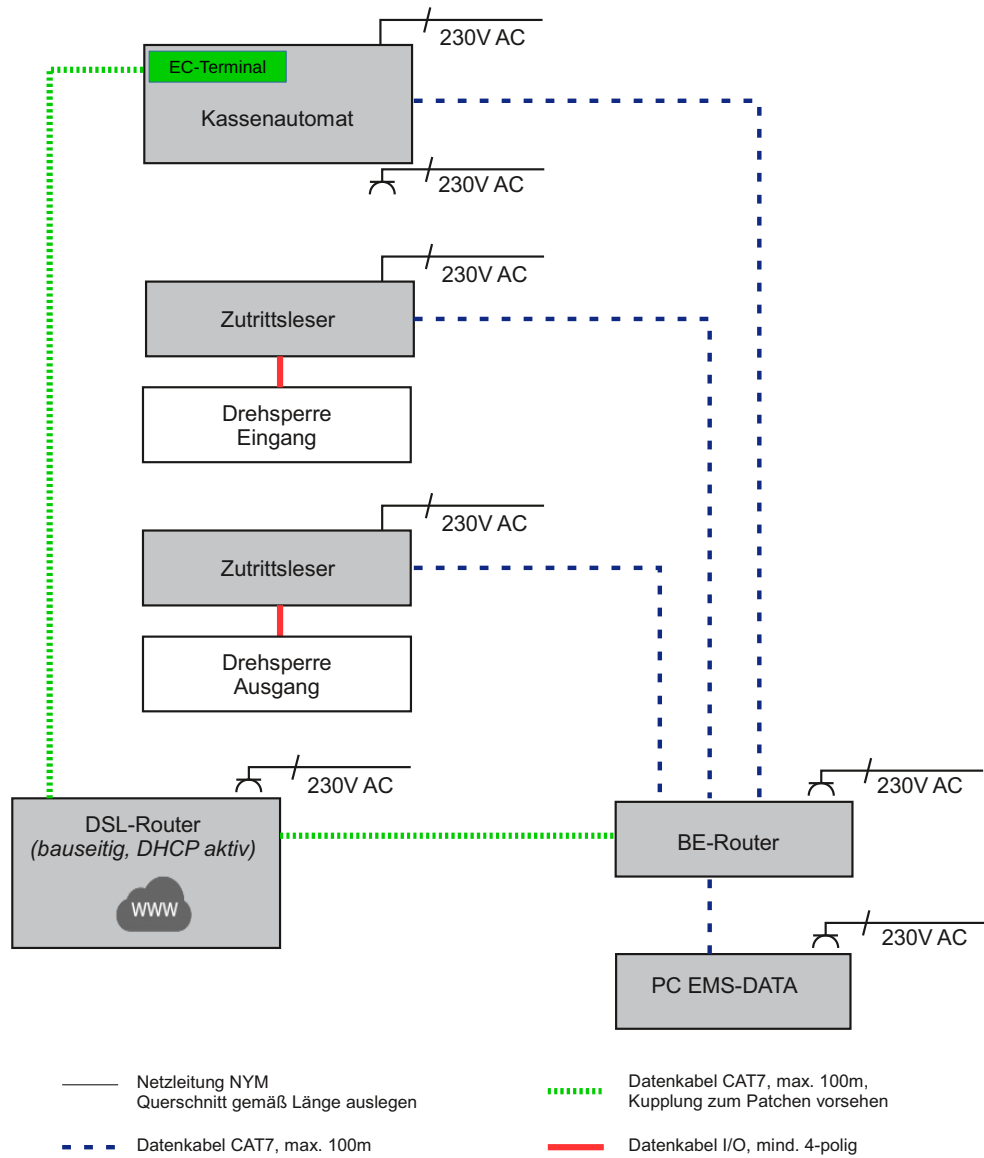 230V AC
EC-Terminal
Kassenautomat
230V AC
230V AC
Zutrittsleser
Drehsperre
Eingang
230V AC
Zutrittsleser
Drehsperre
Ausgang
230V AC
DSL-Router
(bauseitig, DHCP aktiv)
WWW
230V AC
BE-Router
230V AC
PC EMS-DATA
Netzleitung NYM
Querschnitt gemäß Länge auslegen
Datenkabel CAT7, max. 100m
Datenkabel CAT7, max. 100m,
Kupplung zum Patchen vorsehen
Datenkabel I/O, mind. 4-polig